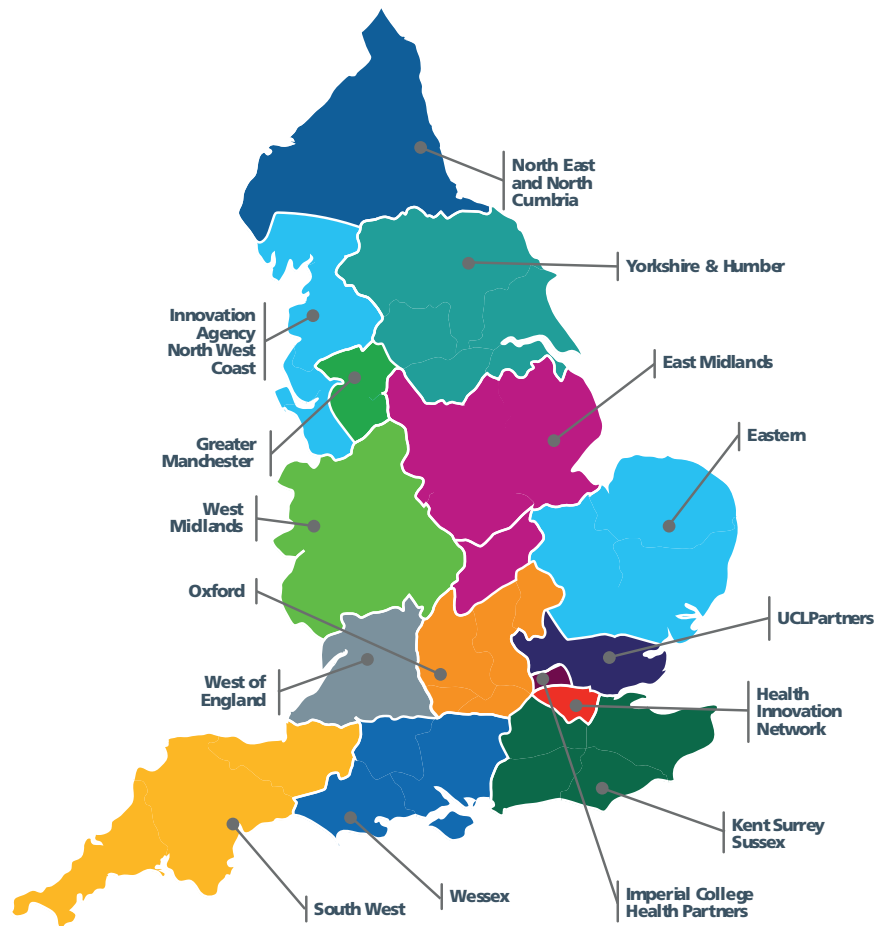 North East
and North
Cumbria
Yorkshire & Humber
Innovation
Agency
North West
Coast
East Midlands
Greater
Manchester
Eastern
West
Midlands
Oxford
UCLPartners
West of
England
Health
Innovation
Network
Kent Surrey
Sussex
Wessex
Imperial College
Health Partners
South West